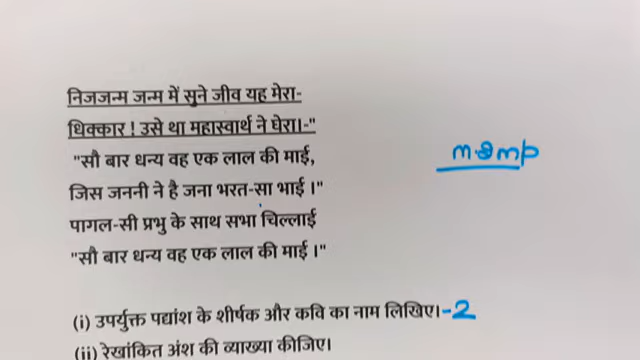 निजजन्म जन्म में सुने जीव यह मेरा-
धिक्कार ! उसे था महास्वार्थ ने घेरा।-"
"सौ बार धन्य वह एक लाल की माई,
जिस जननी ने है जना भरत-सा भाई ।"
पागल-सी प्रभु के साथ सभा चिल्लाई
"सौ बार धन्य वह एक लाल की माई ।"
(i) उपर्युक्त पद्यांश के शीर्षक और कवि का नाम लिखिए।-2
(ii) रेखांकित अंश की व्याख्या कीजिए।